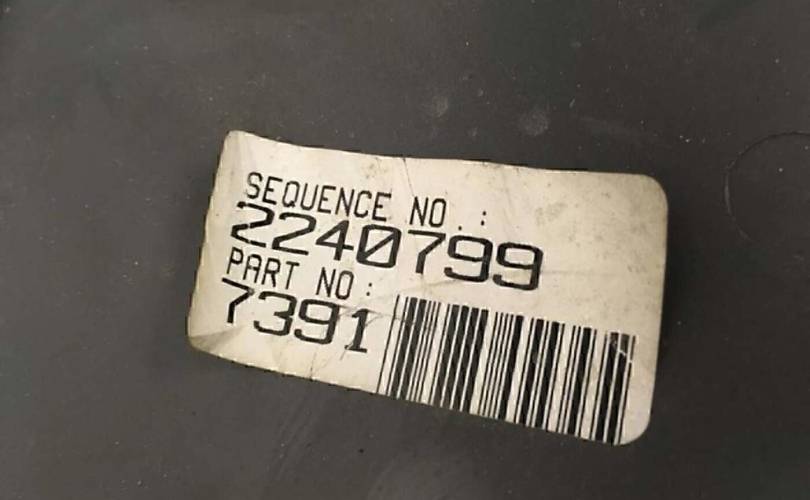 SEQUENCE NO.:
2240799
PART NO:
7391